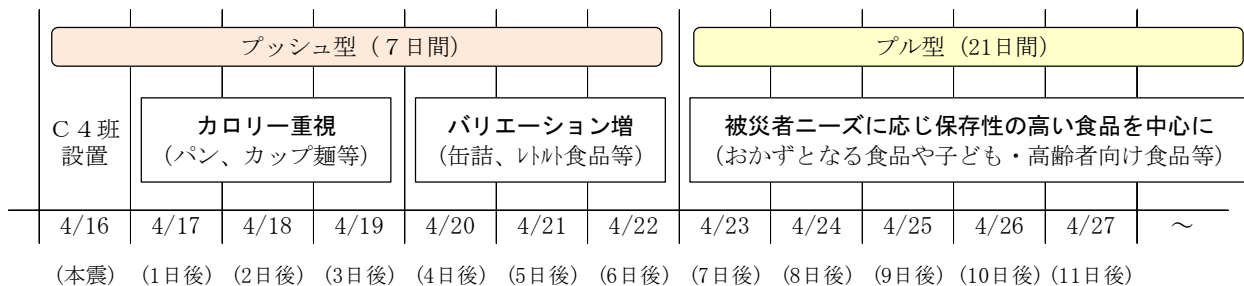 プッシュ型（７日間）
プル型（21日間）
Ｃ４班
設置
カロリー重視
（パン、カップ麺等）
バリエーション増
（缶詰、ﾚﾄﾙﾄ食品等）
被災者ニーズに応じ保存性の高い食品を中心に
（おかずとなる食品や子ども・高齢者向け食品等）
4/16 4/17 4/18 4/19 4/20 4/21 4/22 4/23 4/24 4/25 4/26 4/27 ～
(本震) (1日後) (2日後) (3日後) (4日後) (5日後) (6日後) (7日後) (8日後) (9日後) (10日後) (11日後)